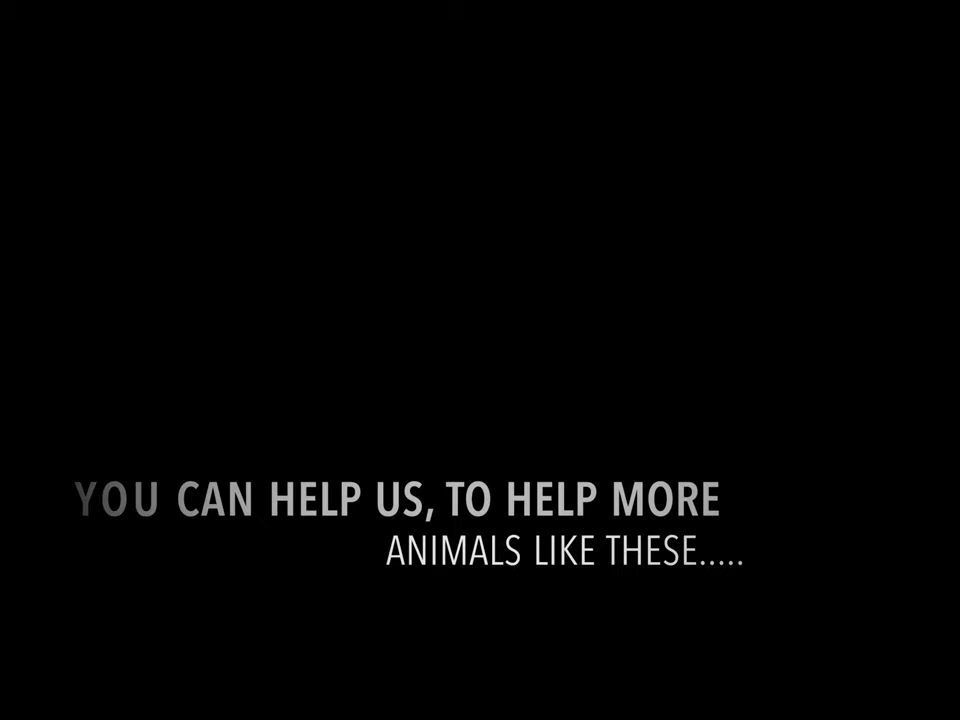 YOU CAN HELP US, TO HELP MORE
ANIMALS LIKE THESE.....